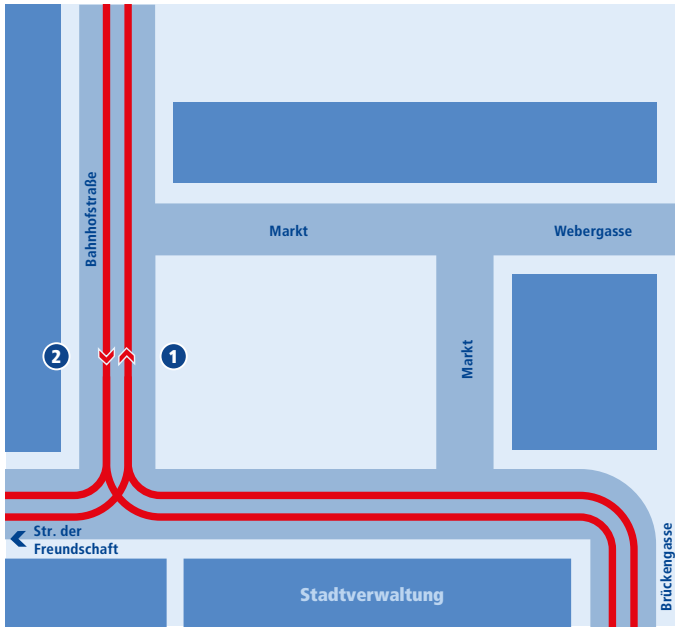 Bahnhofstraße
Markt
Webergasse
2
1
Markt
Str. der
Freundschaft
Brückengasse
Stadtverwaltung